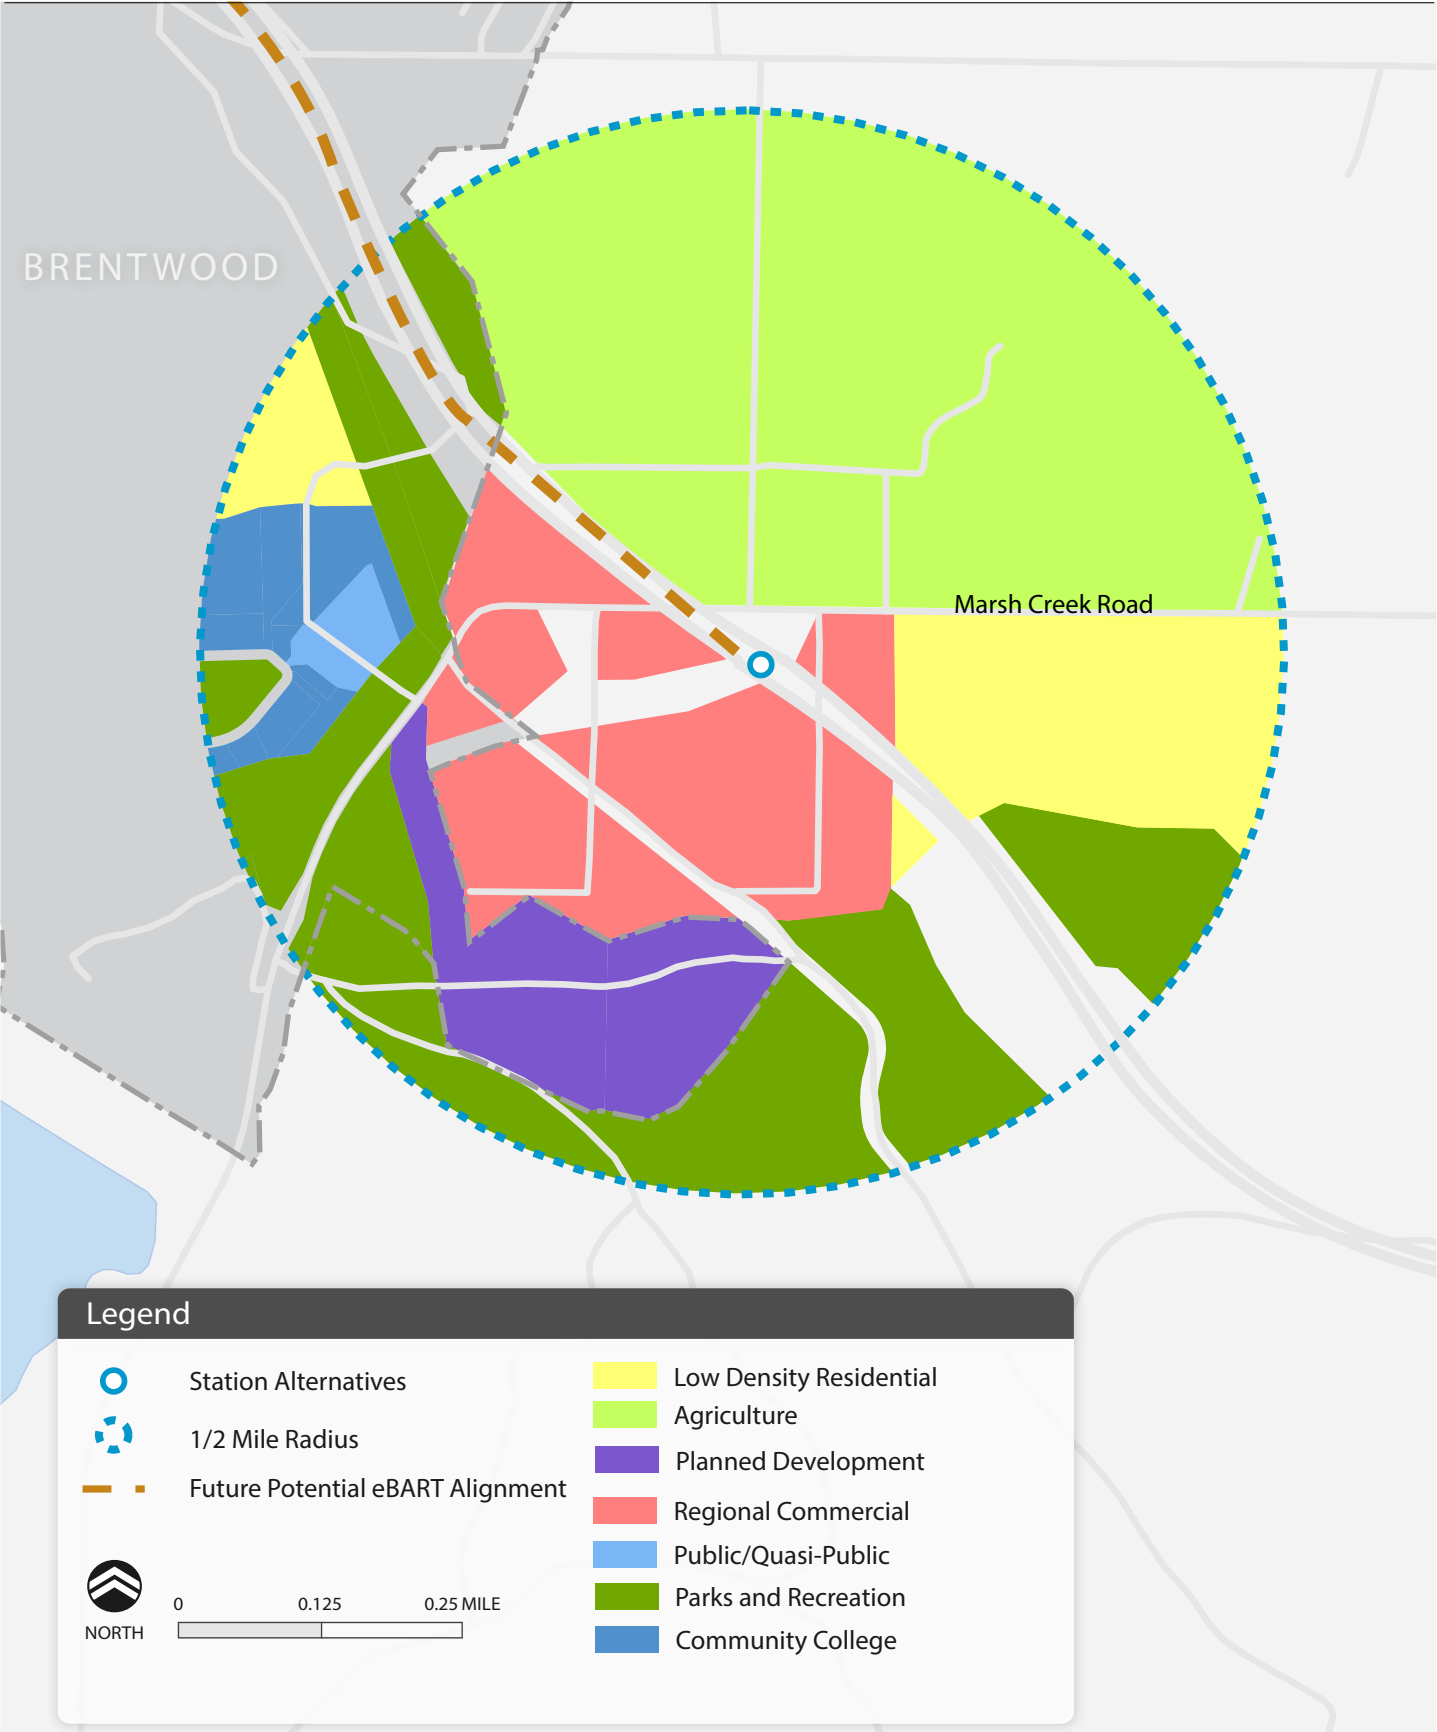 BRENTWOOD
Marsh Creek Road
Legend
Station Alternatives
1/2 Mile Radius
Future Potential eBART Alignment
NORTH
0 0.125 0.25 MILE
Low Density Residential
Agriculture
Planned Development
Regional Commercial
Public/Quasi-Public
Parks and Recreation
Community College